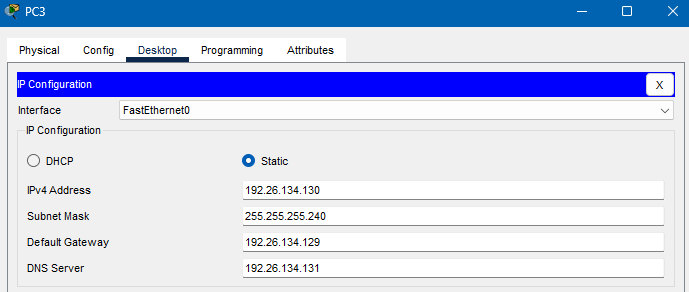 PC3
Physical Config Desktop Programming Attributes
IP Configuration X
Interface FastEthernet0
IP Configuration
DHCP Static
IPv4 Address 192.26.134.130
Subnet Mask 255.255.255.240
Default Gateway 192.26.134.129
DNS Server 192.26.134.131